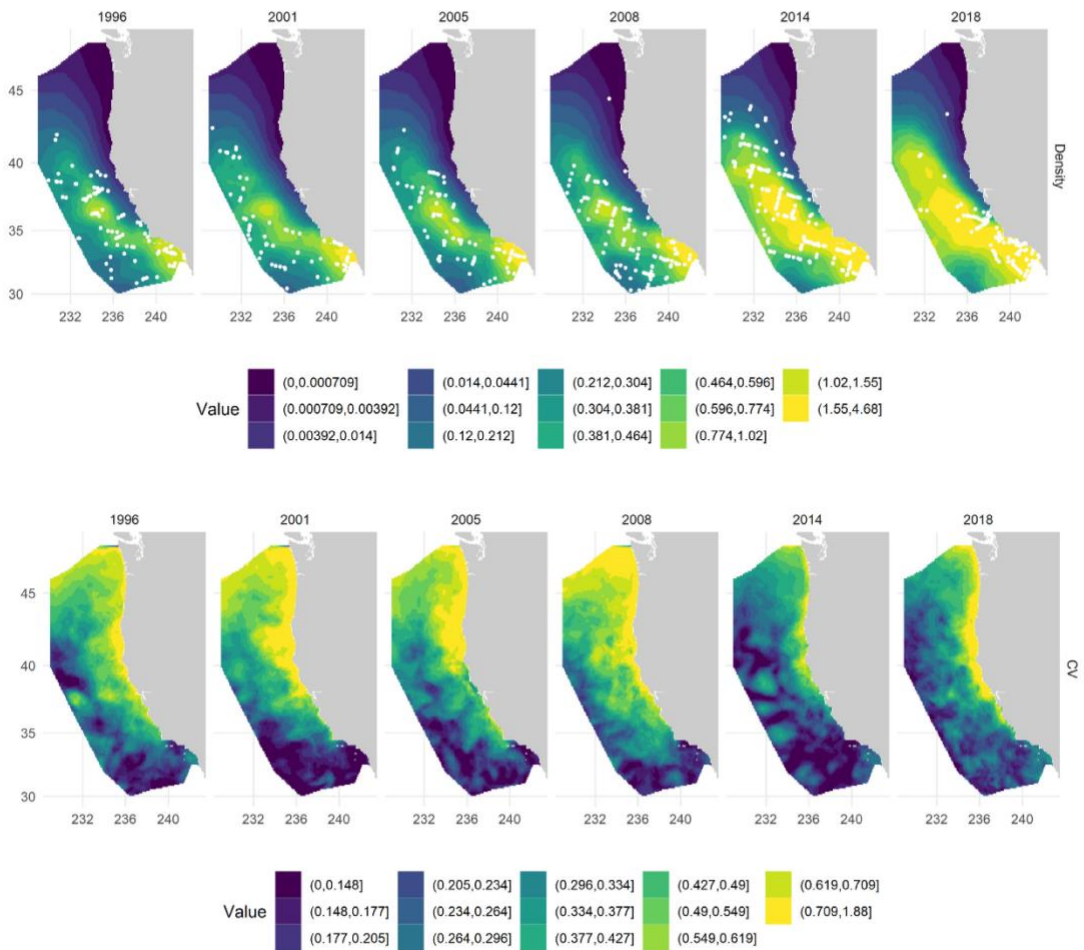 1996 2001 2005 2008 2014 2018
45
40
35
30
232 236 240 232 236 240 232 236 240 232 236 240 232 236 240 232 236 240
Density
Value
(0,0.000709] (0.014,0.0441] (0.212,0.304] (0.464,0.596] (1.02,1.55]
(0.000709,0.00392] (0.0441,0.12] (0.304,0.381] (0.596,0.774] (1.55,4.68]
(0.00392,0.014] (0.12,0.212] (0.381,0.464] (0.774,1.02]
1996 2001 2005 2008 2014 2018
45
40
35
30
232 236 240 232 236 240 232 236 240 232 236 240 232 236 240 232 236 240
CV
Value
(0,0.148] (0.205,0.234] (0.296,0.334] (0.427,0.49] (0.619,0.709]
(0.148,0.177] (0.234,0.264] (0.334,0.377] (0.49,0.549] (0.709,1.88]
(0.177,0.205] (0.264,0.296] (0.377,0.427] (0.549,0.619]